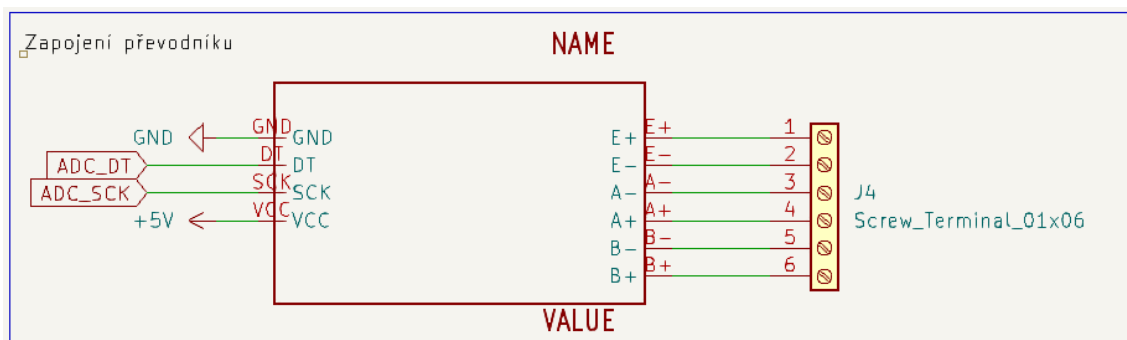 Zapojení převodníku
NAME
GND GND GND E+ E+ 1
ADC_DT DT DT E- E- 2
ADC_SCK SCK SCK A- A- 3 J4
+5V VCC VCC A+ A+ 4 Screw_Terminal_01x06
B- B- 5
B+ B+ 6
VALUE